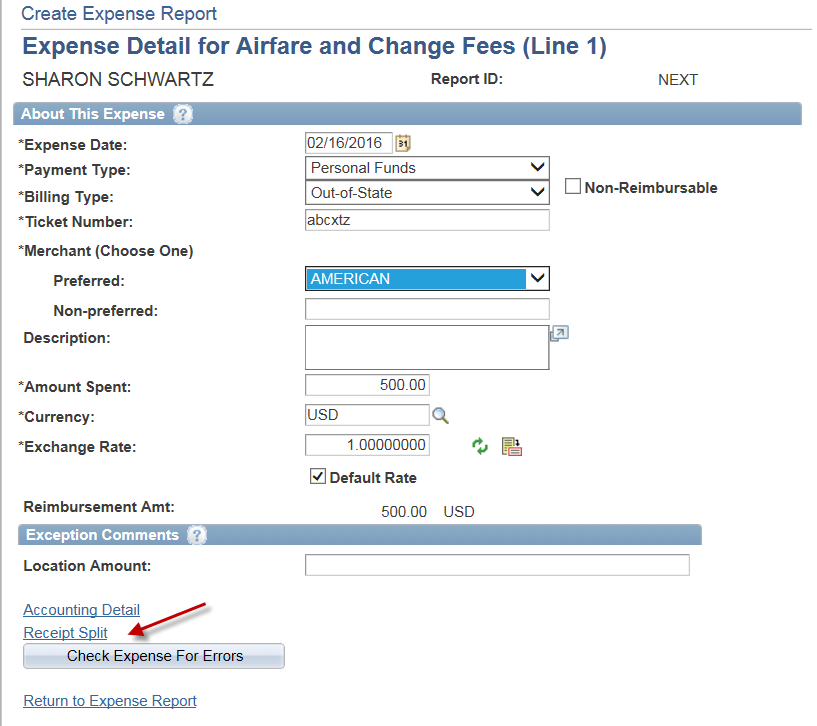 Create Expense Report
Expense Detail for Airfare and Change Fees (Line 1)
SHARON SCHWARTZ Report ID: NEXT
About This Expense ?
*Expense Date: 02/16/2016 31
*Payment Type: Personal Funds
*Billing Type: Out-of-State Non-Reimbursable
*Ticket Number: abcxtz
*Merchant (Choose One)
Preferred: AMERICAN
Non-preferred:
Description:
*Amount Spent: 500.00
*Currency: USD
*Exchange Rate: 1.00000000
Default Rate
Reimbursement Amt: 500.00 USD
Exception Comments ?
Location Amount:
Accounting Detail
Receipt Split
Check Expense For Errors
Return to Expense Report